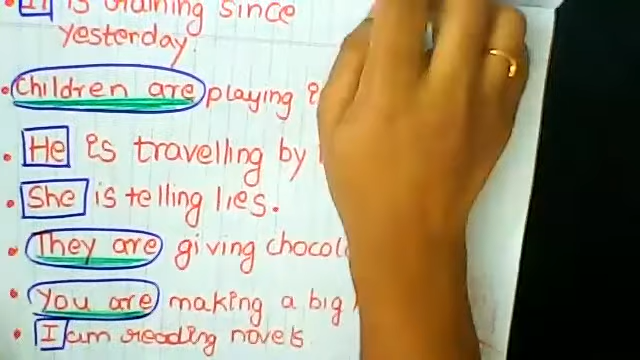 It is training since
yesterday.
Children are playing
He is travelling by
She is telling lies.
They are giving
You are making a big
I am reading novels